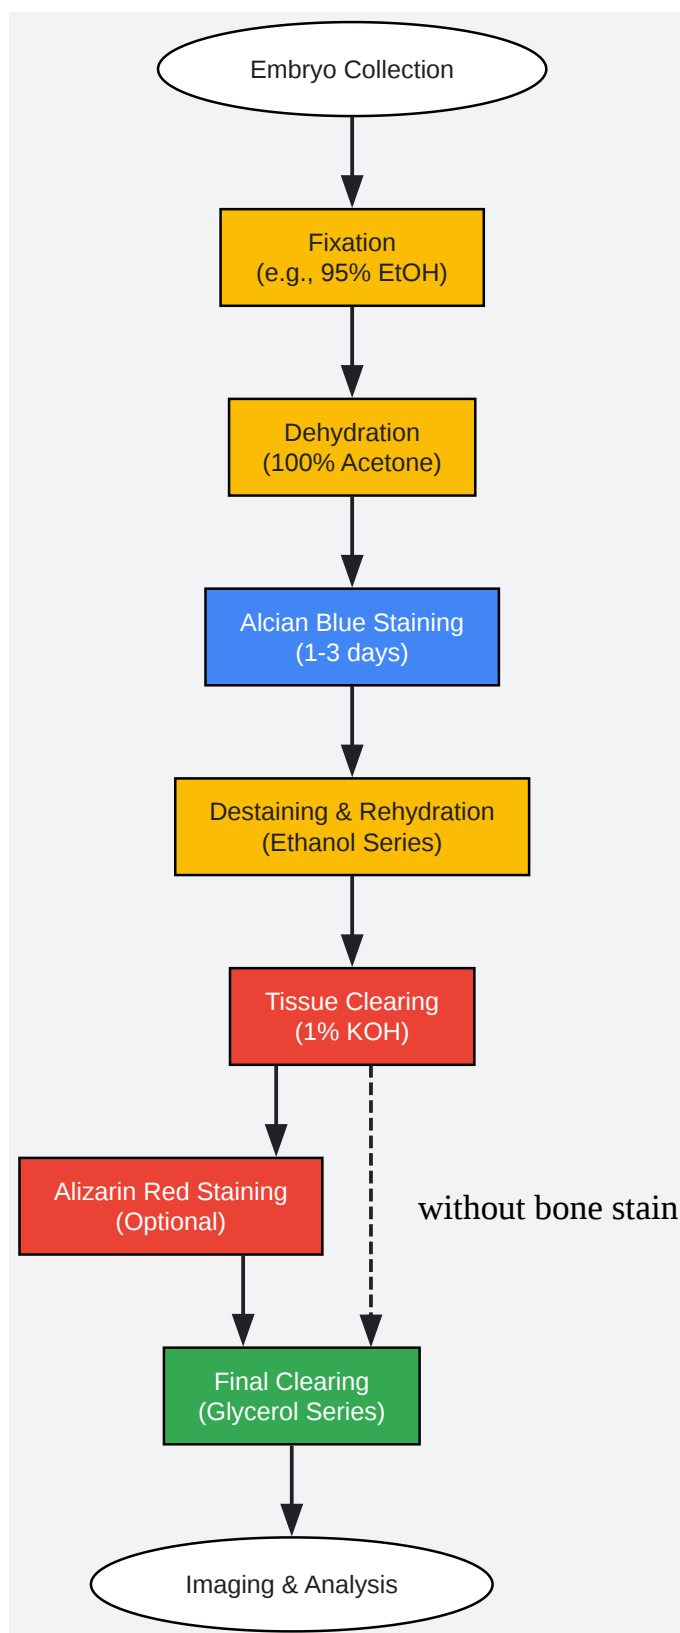 Embryo Collection
Fixation
(e.g., 95% EtOH)
Dehydration
(100% Acetone)
Alcian Blue Staining
(1-3 days)
Destaining & Rehydration
(Ethanol Series)
Tissue Clearing
(1% KOH)
Alizarin Red Staining
(Optional)
without bone stain
Final Clearing
(Glycerol Series)
Imaging & Analysis